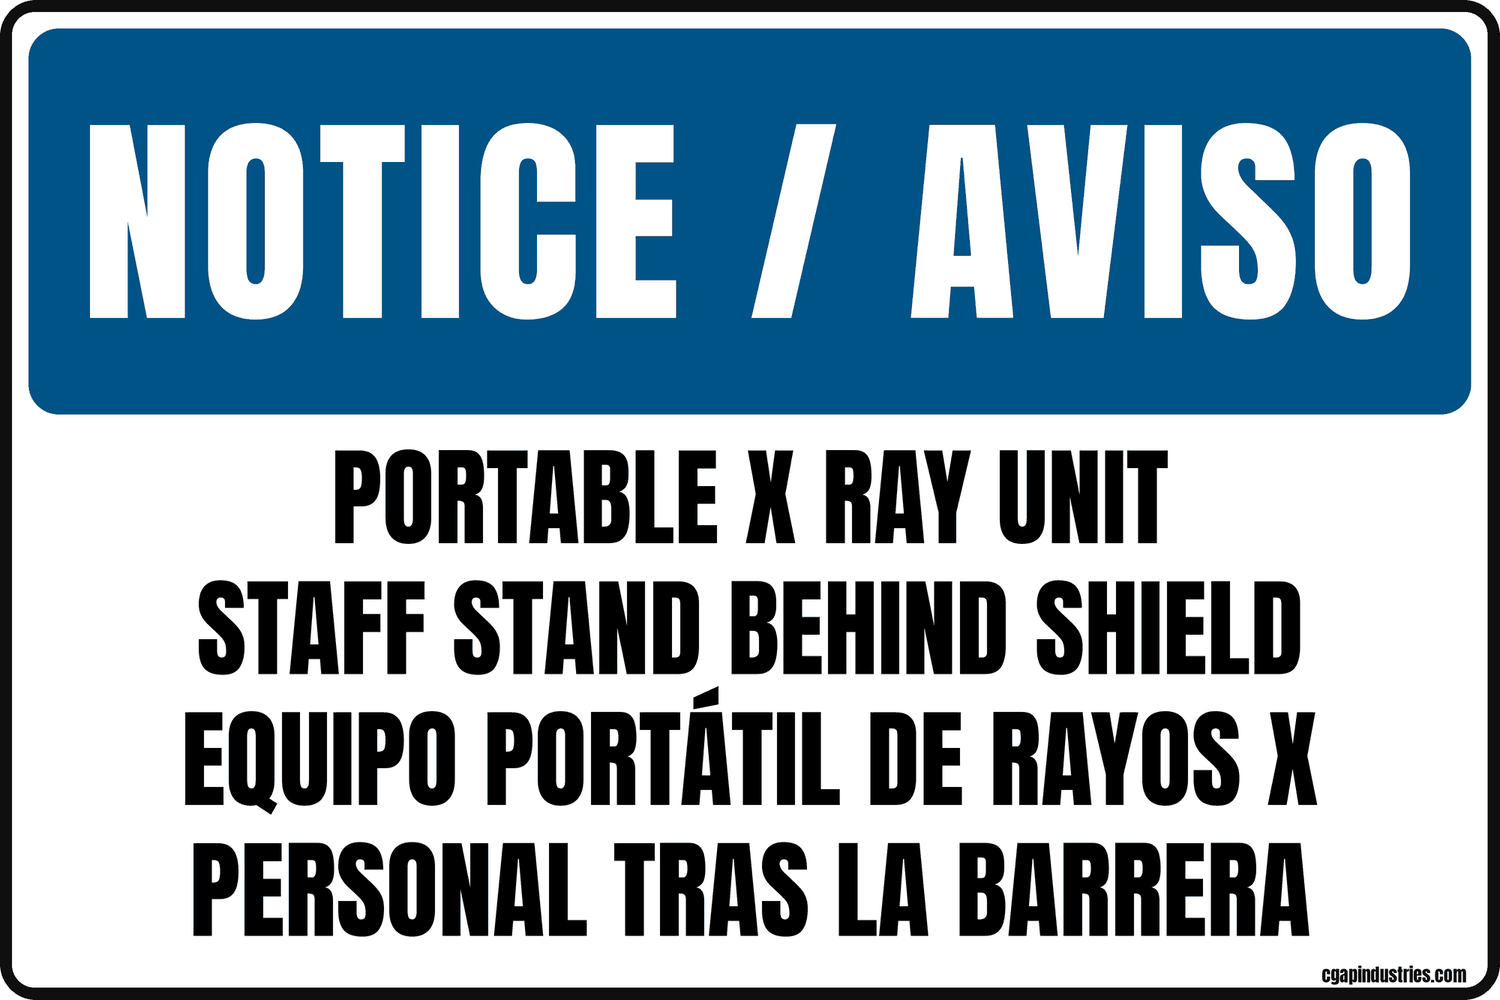 NOTICE / AVISO
PORTABLE X RAY UNIT
STAFF STAND BEHIND SHIELD
EQUIPO PORTÁTIL DE RAYOS X
PERSONAL TRAS LA BARRERA
cgapindustries.com